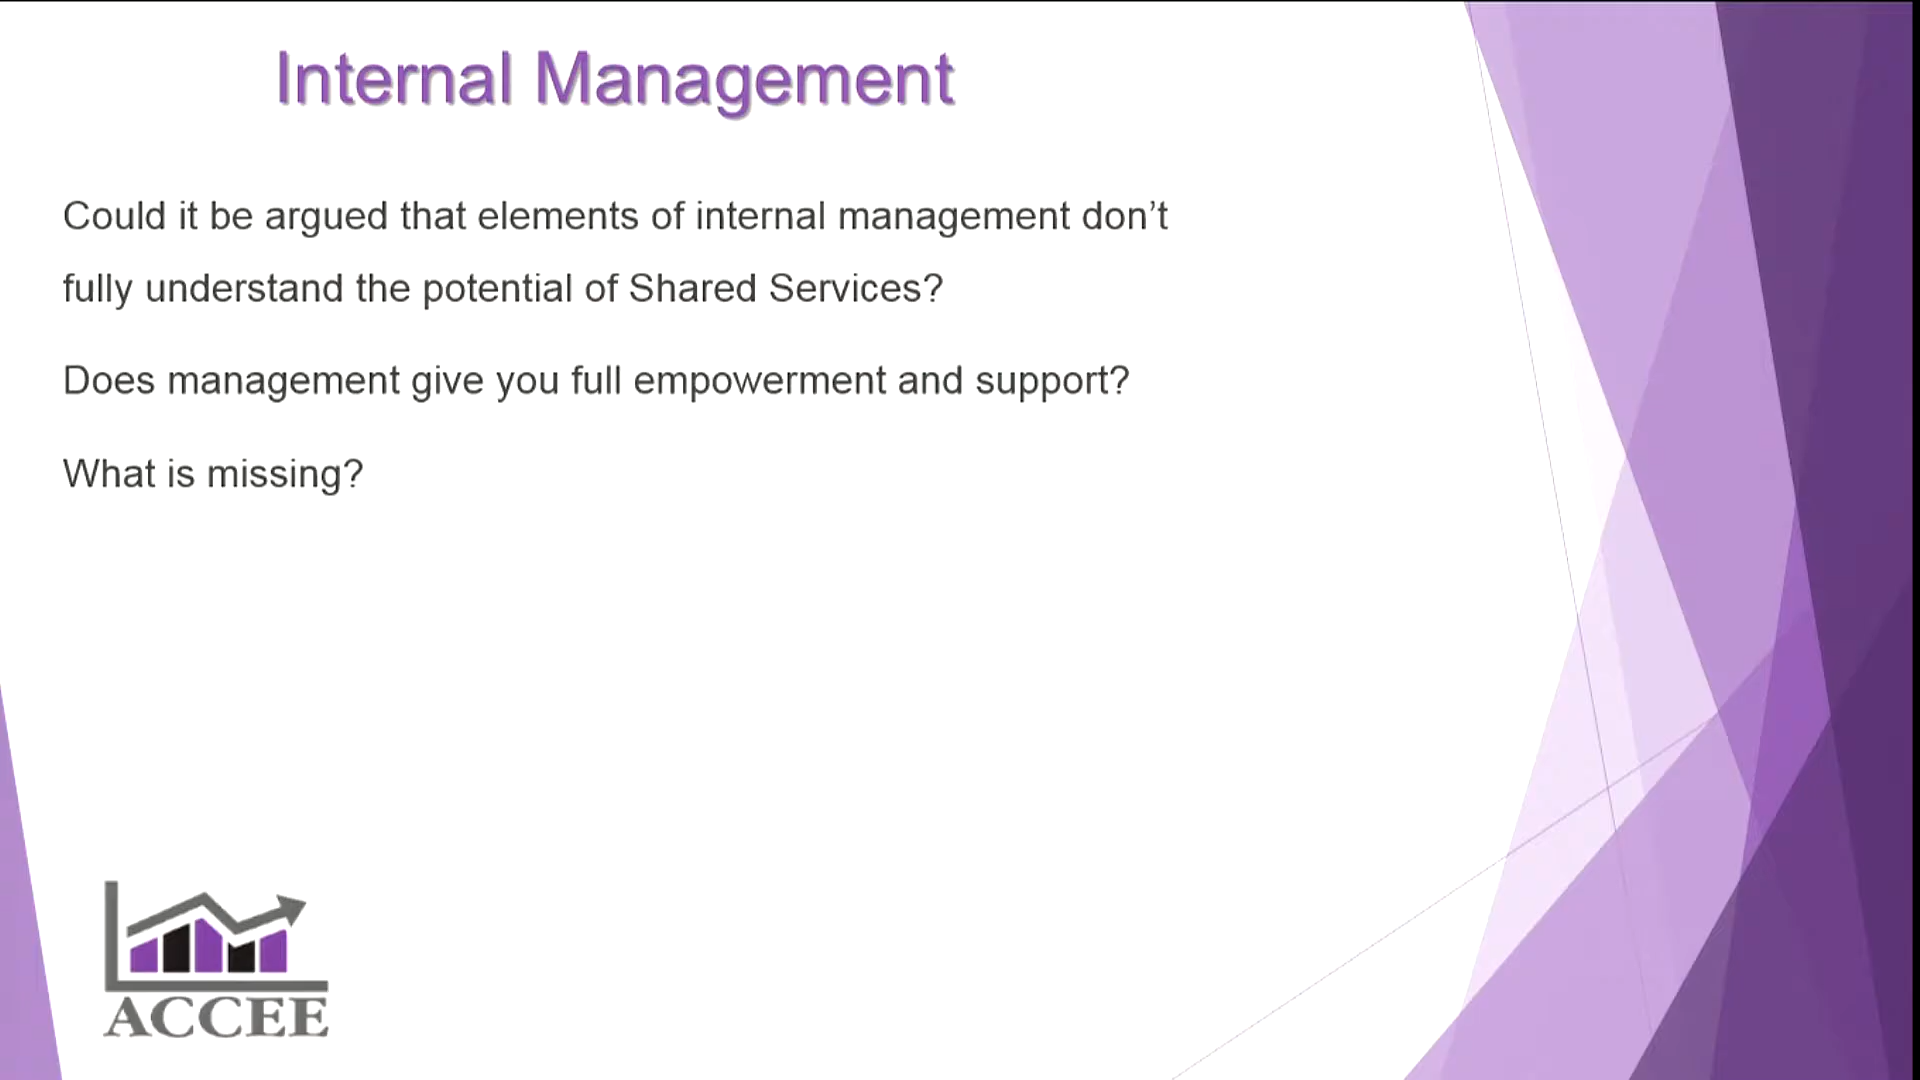 Internal Management
Could it be argued that elements of internal management don’t
fully understand the potential of Shared Services?
Does management give you full empowerment and support?
What is missing?
ACCEE